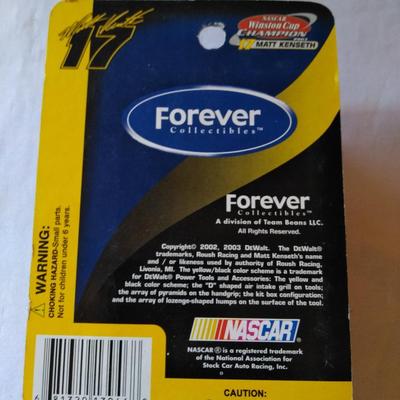 Matt Kenseth
17
NASCAR
Winston Cup
CHAMPION
2003
17 MATT KENSETH
Forever
Collectibles™
Forever
Collectibles™
A division of Team Beans LLC.
All Rights Reserved.
Copyright© 2002, 2003 DEWALT. The DEWALT®
trademarks, Roush Racing and Matt Kenseth's name
and / or likeness used by authority of Roush Racing,
Livonia, MI. The yellow/black color scheme is a trademark
for DEWALT® Power Tools and Accessories: The yellow and
black color scheme; the "D" shaped air intake grill on tools;
the array of pyramids on the handgrip; the kit box configuration;
and the array of lozenge-shaped humps on the surface of the tool.
NASCAR®
NASCAR® is a registered trademark
of the National Association for
Stock Car Auto Racing, Inc.
⚠ WARNING:
CHOKING HAZARD-Small parts.
Not for children under 6 years.
CAUTION: